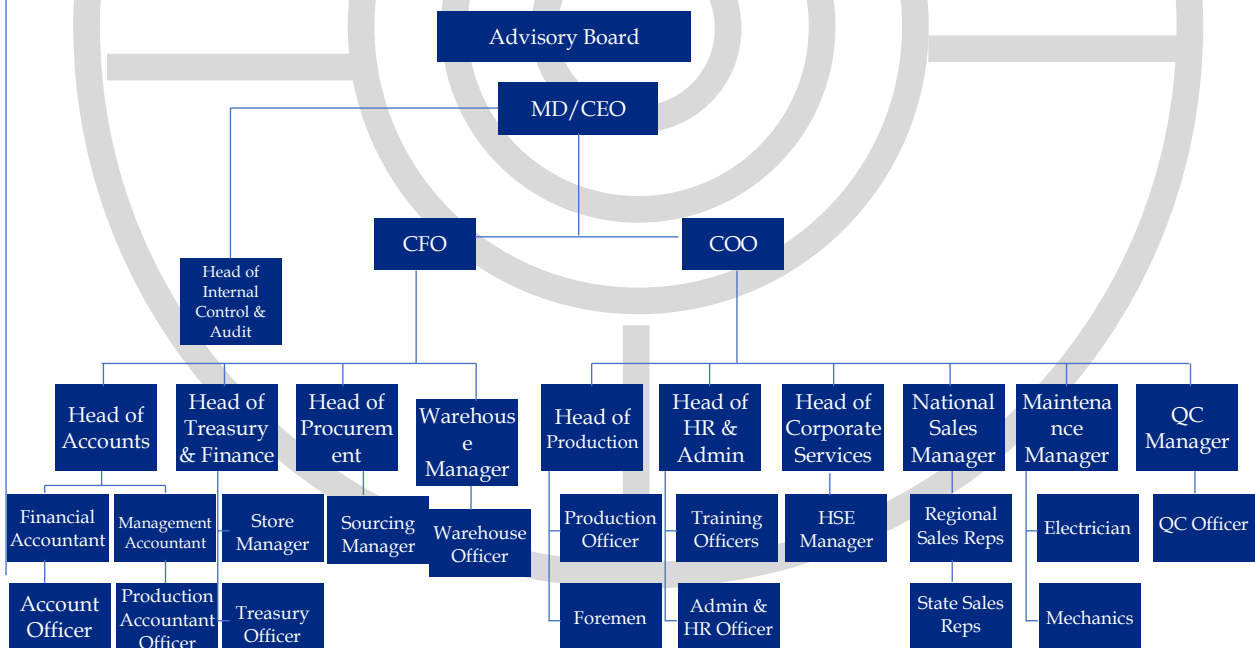 Advisory Board
MD/CEO
CFO
COO
Head of
Internal
Control &
Audit
Head of
Accounts
Head of
Treasury
& Finance
Head of
Procurem
ent
Warehous
e
Manager
Head of
Production
Head of
HR &
Admin
Head of
Corporate
Services
National
Sales
Manager
Maintena
nce
Manager
QC
Manager
Financial
Accountant
Management
Accountant
Store
Manager
Sourcing
Manager
Warehouse
Officer
Production
Officer
Training
Officers
HSE
Manager
Regional
Sales Reps
Electrician
QC Officer
Account
Officer
Production
Accountant
Officer
Treasury
Officer
Foremen
Admin &
HR Officer
State Sales
Reps
Mechanics